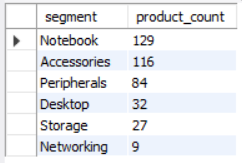 segment product_count
Notebook 129
Accessories 116
Peripherals 84
Desktop 32
Storage 27
Networking 9